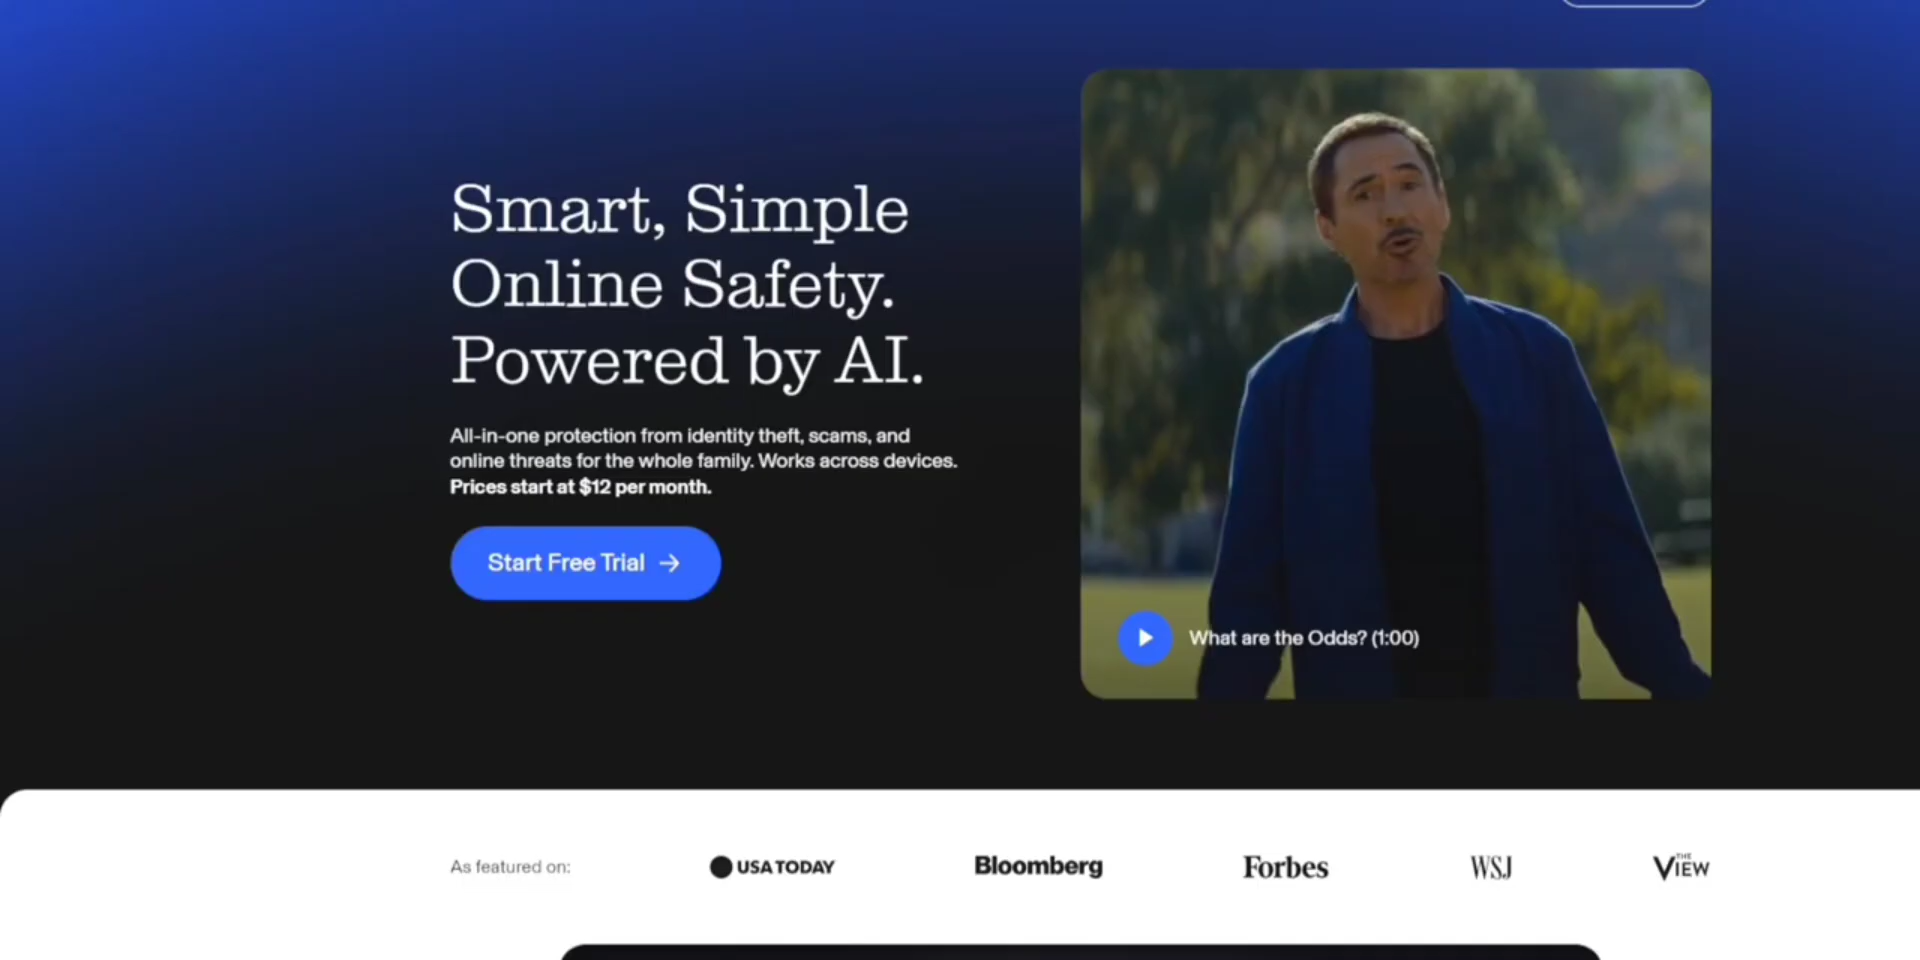 Smart, Simple
Online Safety.
Powered by AI.
All-in-one protection from identity theft, scams, and
online threats for the whole family. Works across devices.
Prices start at $12 per month.
Start Free Trial →
What are the Odds? (1:00)
As featured on:
USA TODAY
Bloomberg
Forbes
WSJ
THE VIEW